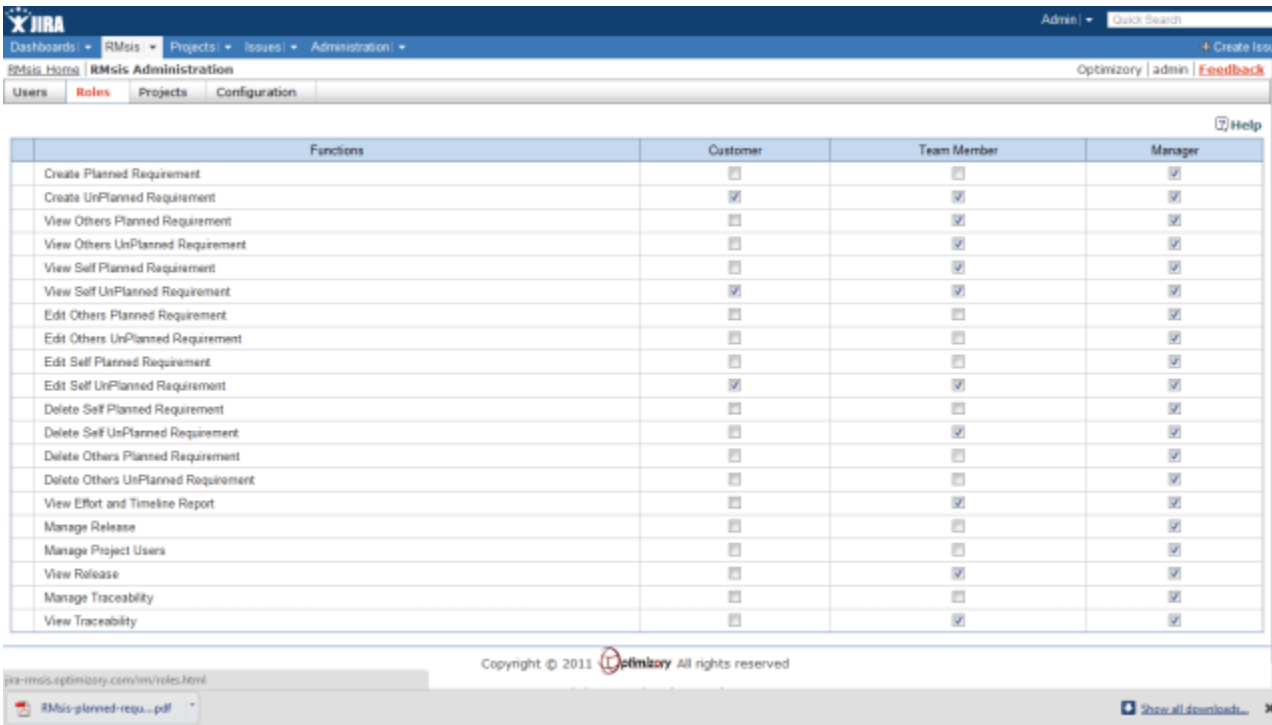 JIRA Admin Quick Search
Dashboards RMsis Projects Issues Administration + Create Issu
RMsis Home RMsis Administration Optimizory admin Feedback
Users Roles Projects Configuration
Help
Functions Customer Team Member Manager
Create Planned Requirement
Create UnPlanned Requirement
View Others Planned Requirement
View Others UnPlanned Requirement
View Self Planned Requirement
View Self UnPlanned Requirement
Edit Others Planned Requirement
Edit Others UnPlanned Requirement
Edit Self Planned Requirement
Edit Self UnPlanned Requirement
Delete Self Planned Requirement
Delete Self UnPlanned Requirement
Delete Others Planned Requirement
Delete Others UnPlanned Requirement
View Effort and Timeline Report
Manage Release
Manage Project Users
View Release
Manage Traceability
View Traceability
Copyright © 2011 Optimizory All rights reserved
jira-rmsis.optimizory.com/rm/roles.html
RMsis-planned-requ....pdf Show all downloads...